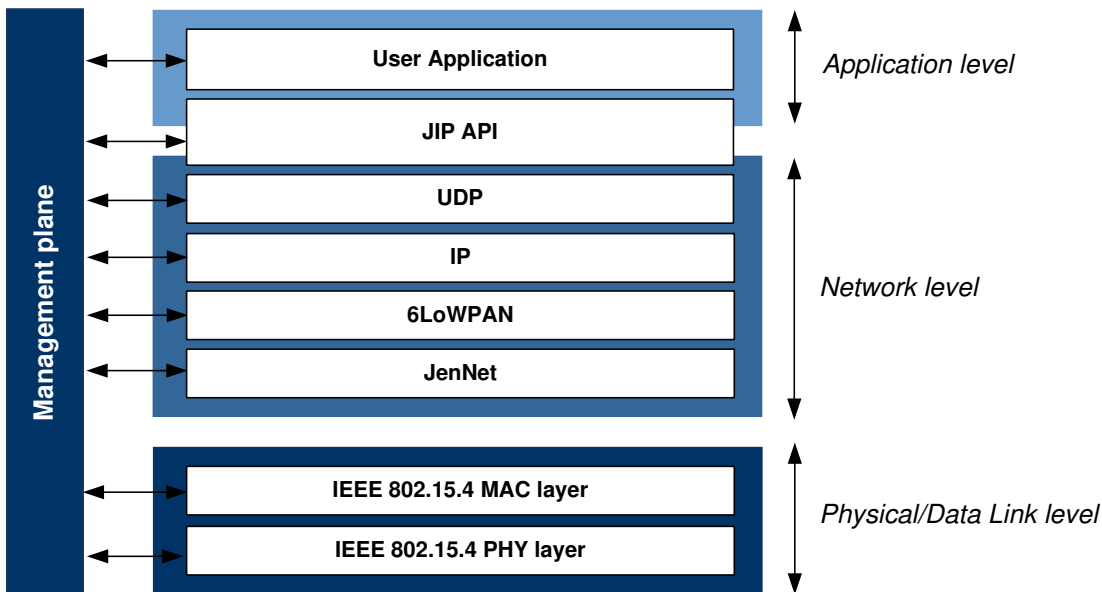 Management plane
User Application
JIP API
UDP
IP
6LoWPAN
JenNet
IEEE 802.15.4 MAC layer
IEEE 802.15.4 PHY layer
Application level
Network level
Physical/Data Link level